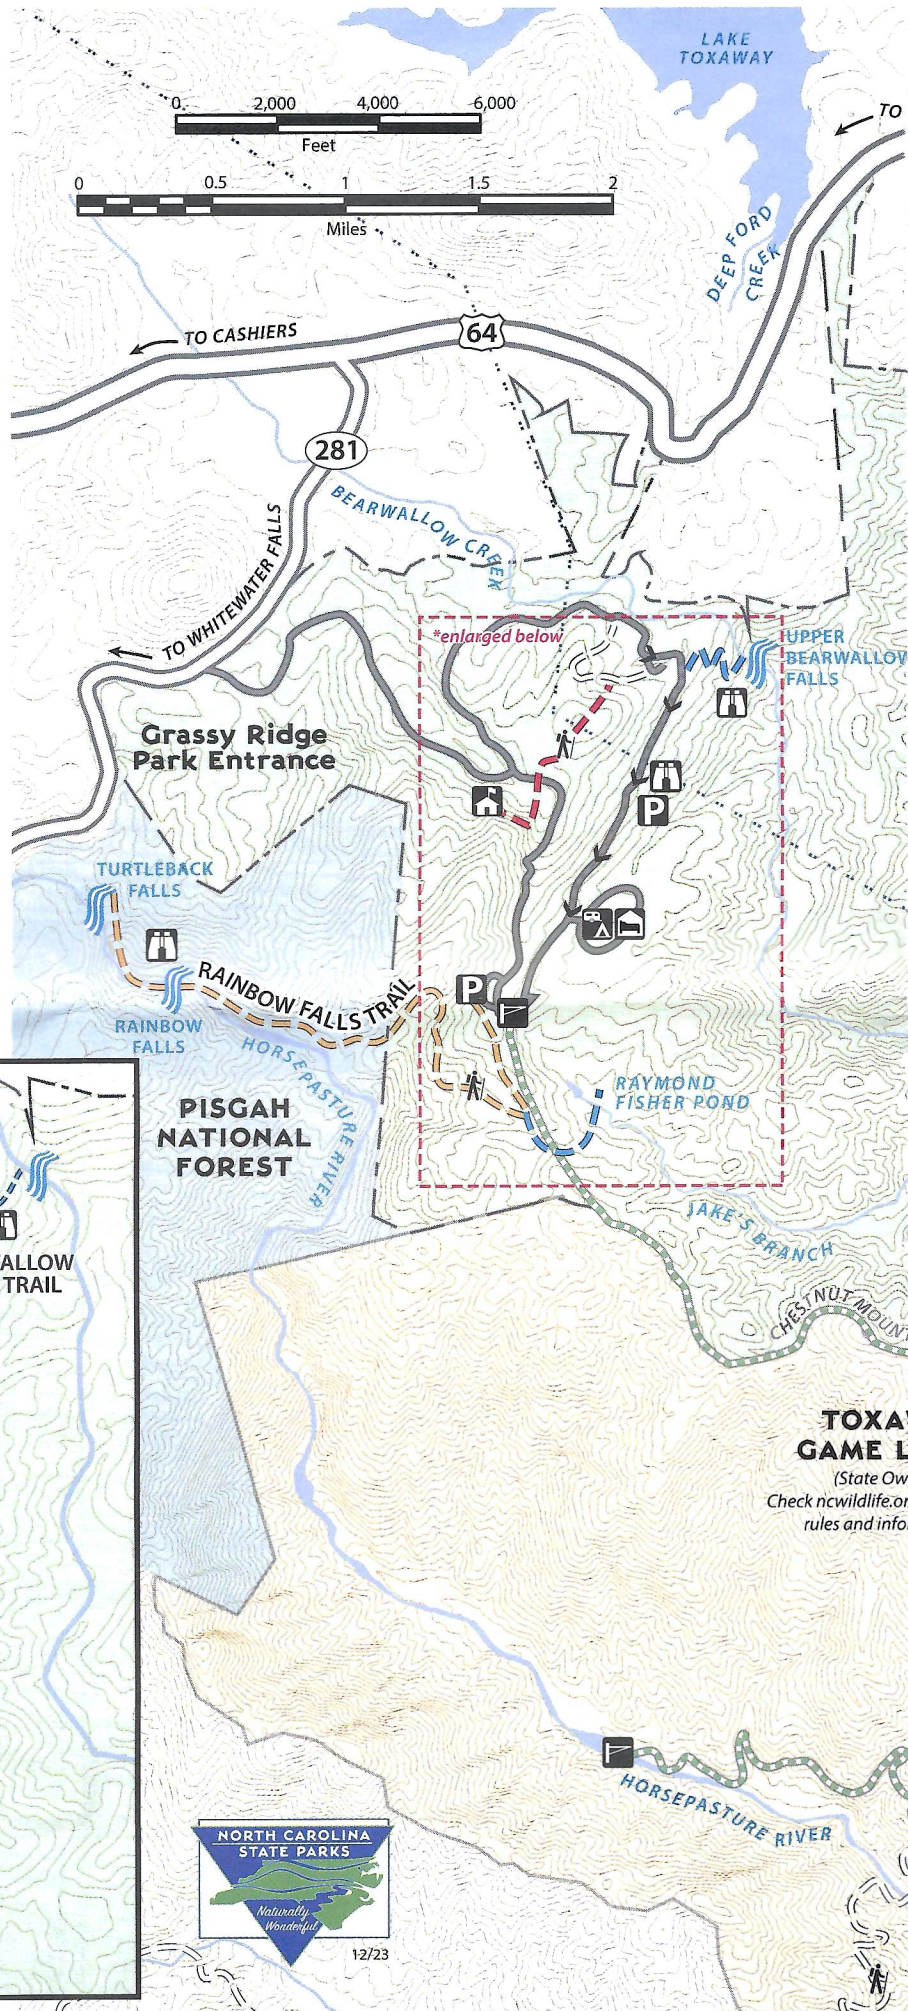 LAKE
TOXAWAY
0 2,000 4,000 6,000
Feet
TO
0 0.5 1 1.5 2
Miles
DEEP FORD
CREEK
TO CASHIERS
64
281
BEARWALLOW CREEK
TO WHITEWATER FALLS
*enlarged below
UPPER
BEARWALLOW
FALLS
Grassy Ridge
Park Entrance
P
TURTLEBACK
FALLS
RAINBOW FALLS TRAIL
P
RAINBOW
FALLS
HORSEPASTURE RIVER
RAYMOND
FISHER POND
PISGAH
NATIONAL
FOREST
JAKE'S BRANCH
ALLOW
TRAIL
CHESTNUT MOUNT
TOXAW
GAME L
(State Ow
Check ncwildlife.or
rules and infor
HORSEPASTURE RIVER
NORTH CAROLINA
STATE PARKS
Naturally
Wonderful
12/23